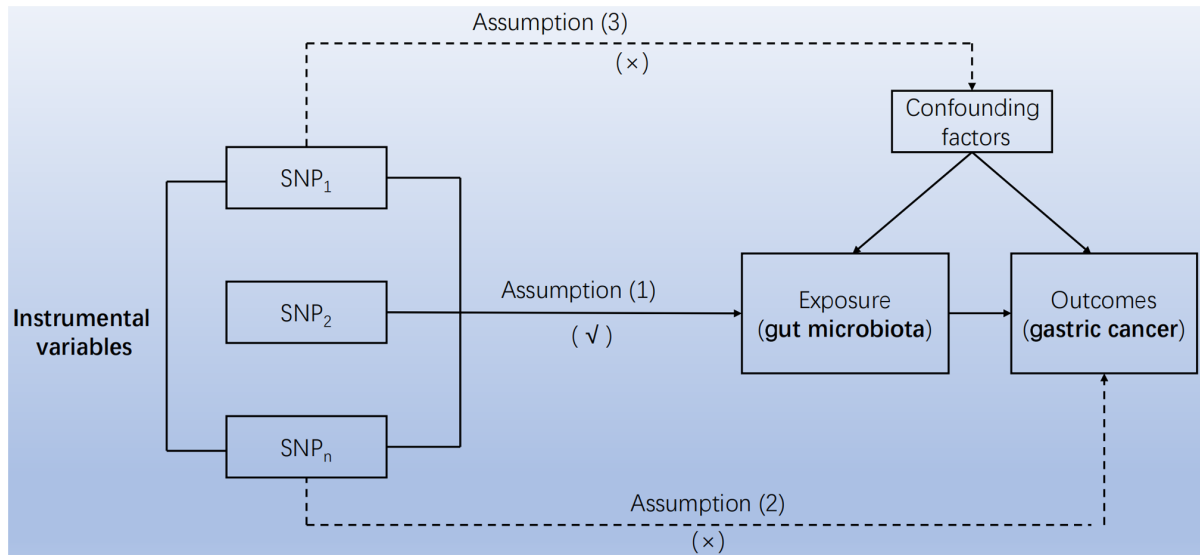 Assumption (3)
(×)
Confounding
factors
SNP₁
Instrumental
variables
SNP₂
Assumption (1)
(√)
Exposure
(gut microbiota)
Outcomes
(gastric cancer)
SNPₙ
Assumption (2)
(×)